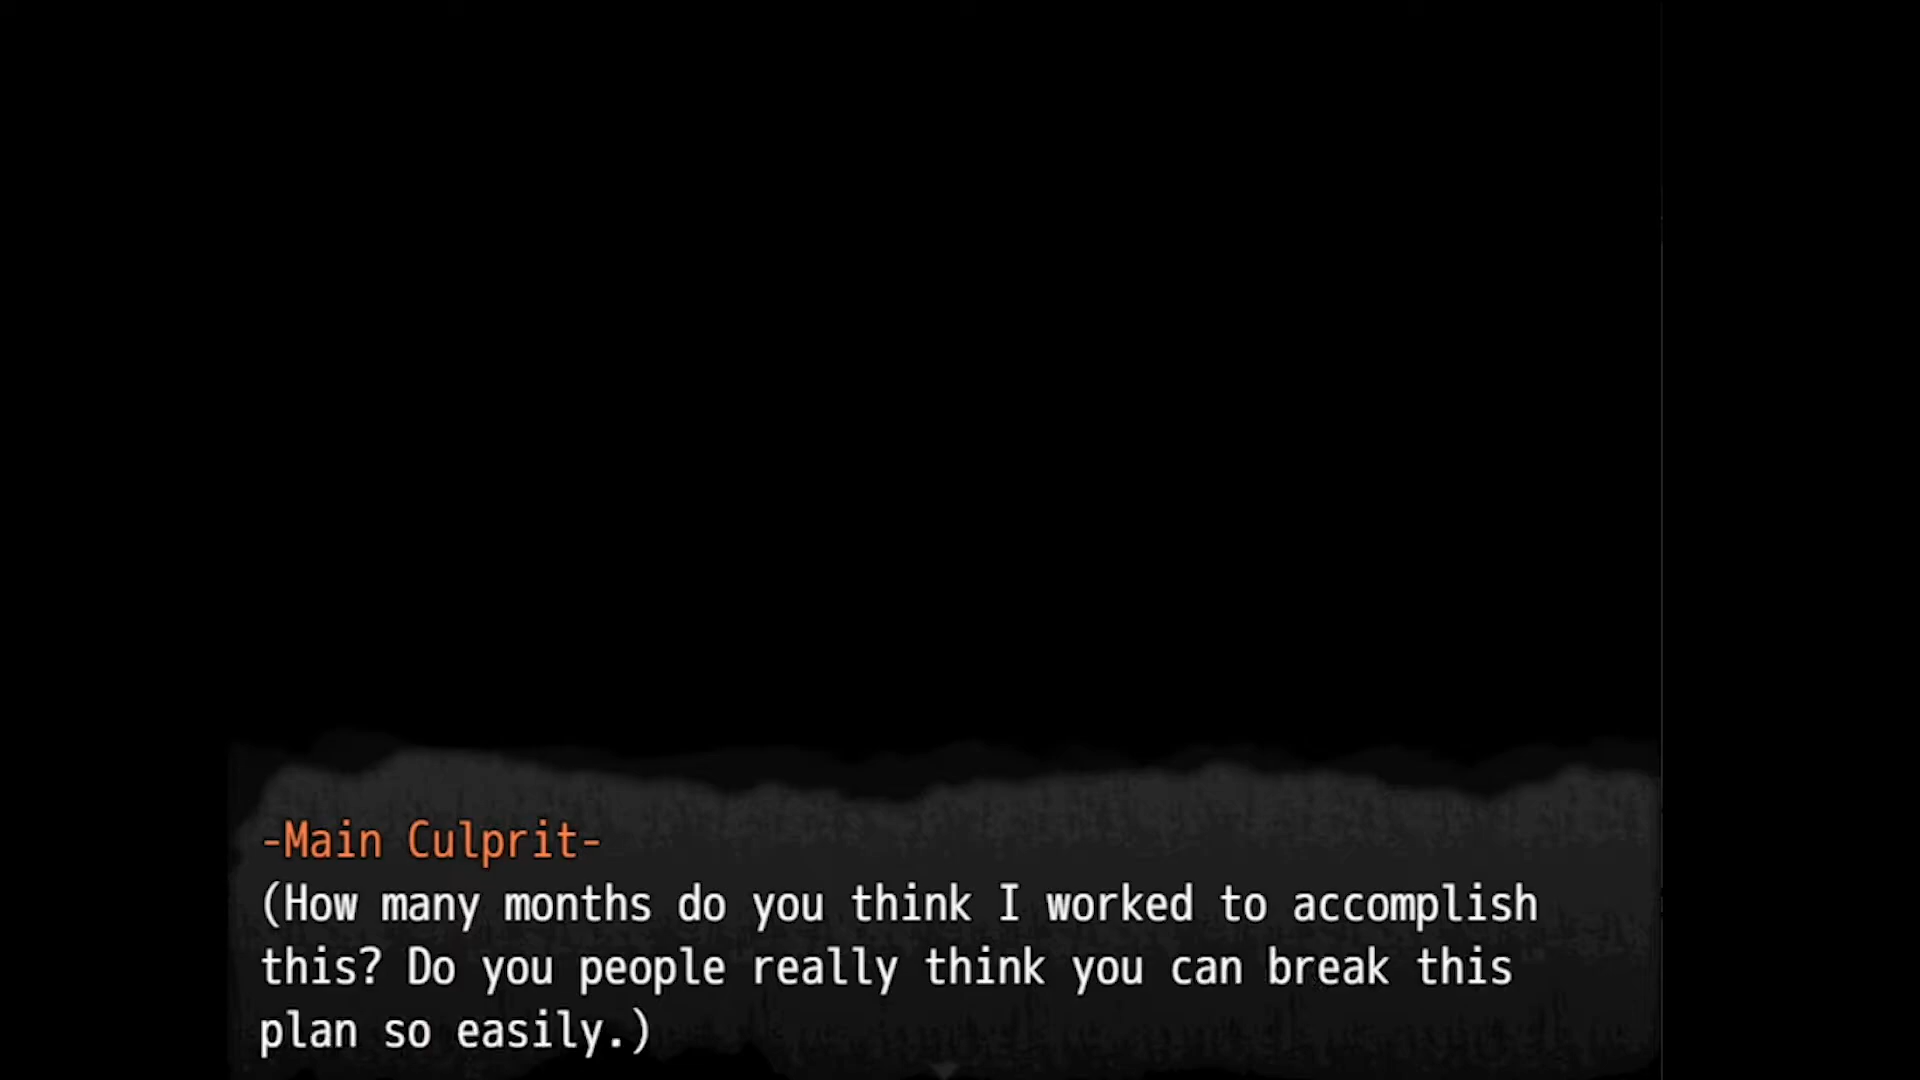 -Main Culprit-
(How many months do you think I worked to accomplish
this? Do you people really think you can break this
plan so easily.)